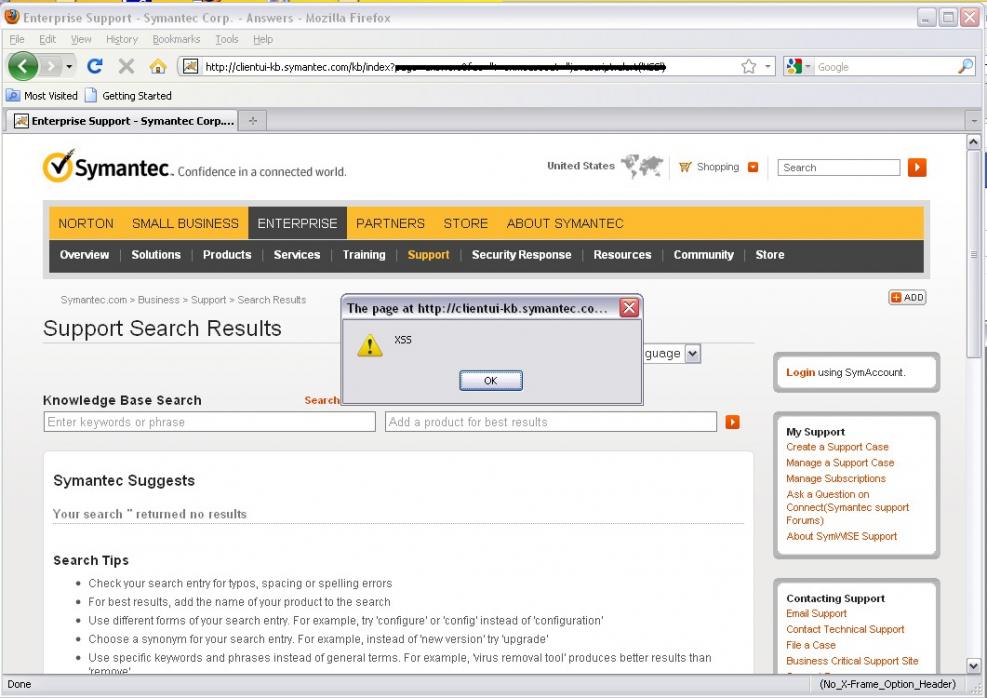 Enterprise Support - Symantec Corp. - Answers - Mozilla Firefox
File Edit View History Bookmarks Tools Help
http://clientui-kb.symantec.com/kb/index?
Google
Most Visited Getting Started
Enterprise Support - Symantec Corp....
Symantec. Confidence in a connected world.
United States Shopping Search
NORTON SMALL BUSINESS ENTERPRISE PARTNERS STORE ABOUT SYMANTEC
Overview | Solutions | Products | Services | Training | Support | Security Response | Resources | Community | Store
Symantec.com > Business > Support > Search Results
ADD
Support Search Results
The page at http://clientui-kb.symantec.co...
XSS
OK
guage
Login using SymAccount.
Knowledge Base Search
Search
Enter keywords or phrase
Add a product for best results
My Support
Create a Support Case
Manage a Support Case
Manage Subscriptions
Ask a Question on
Connect(Symantec support
Forums)
About SymWISE Support
Symantec Suggests
Your search '' returned no results
Search Tips
Check your search entry for typos, spacing or spelling errors
For best results, add the name of your product to the search
Use different forms of your search entry. For example, try 'configure' or 'config' instead of 'configuration'
Choose a synonym for your search entry. For example, instead of 'new version' try 'upgrade'
Use specific keywords and phrases instead of general terms. For example, 'virus removal tool' produces better results than
'remove'
Contacting Support
Email Support
Contact Technical Support
File a Case
Business Critical Support Site
Done
(No_X-Frame_Option_Header)